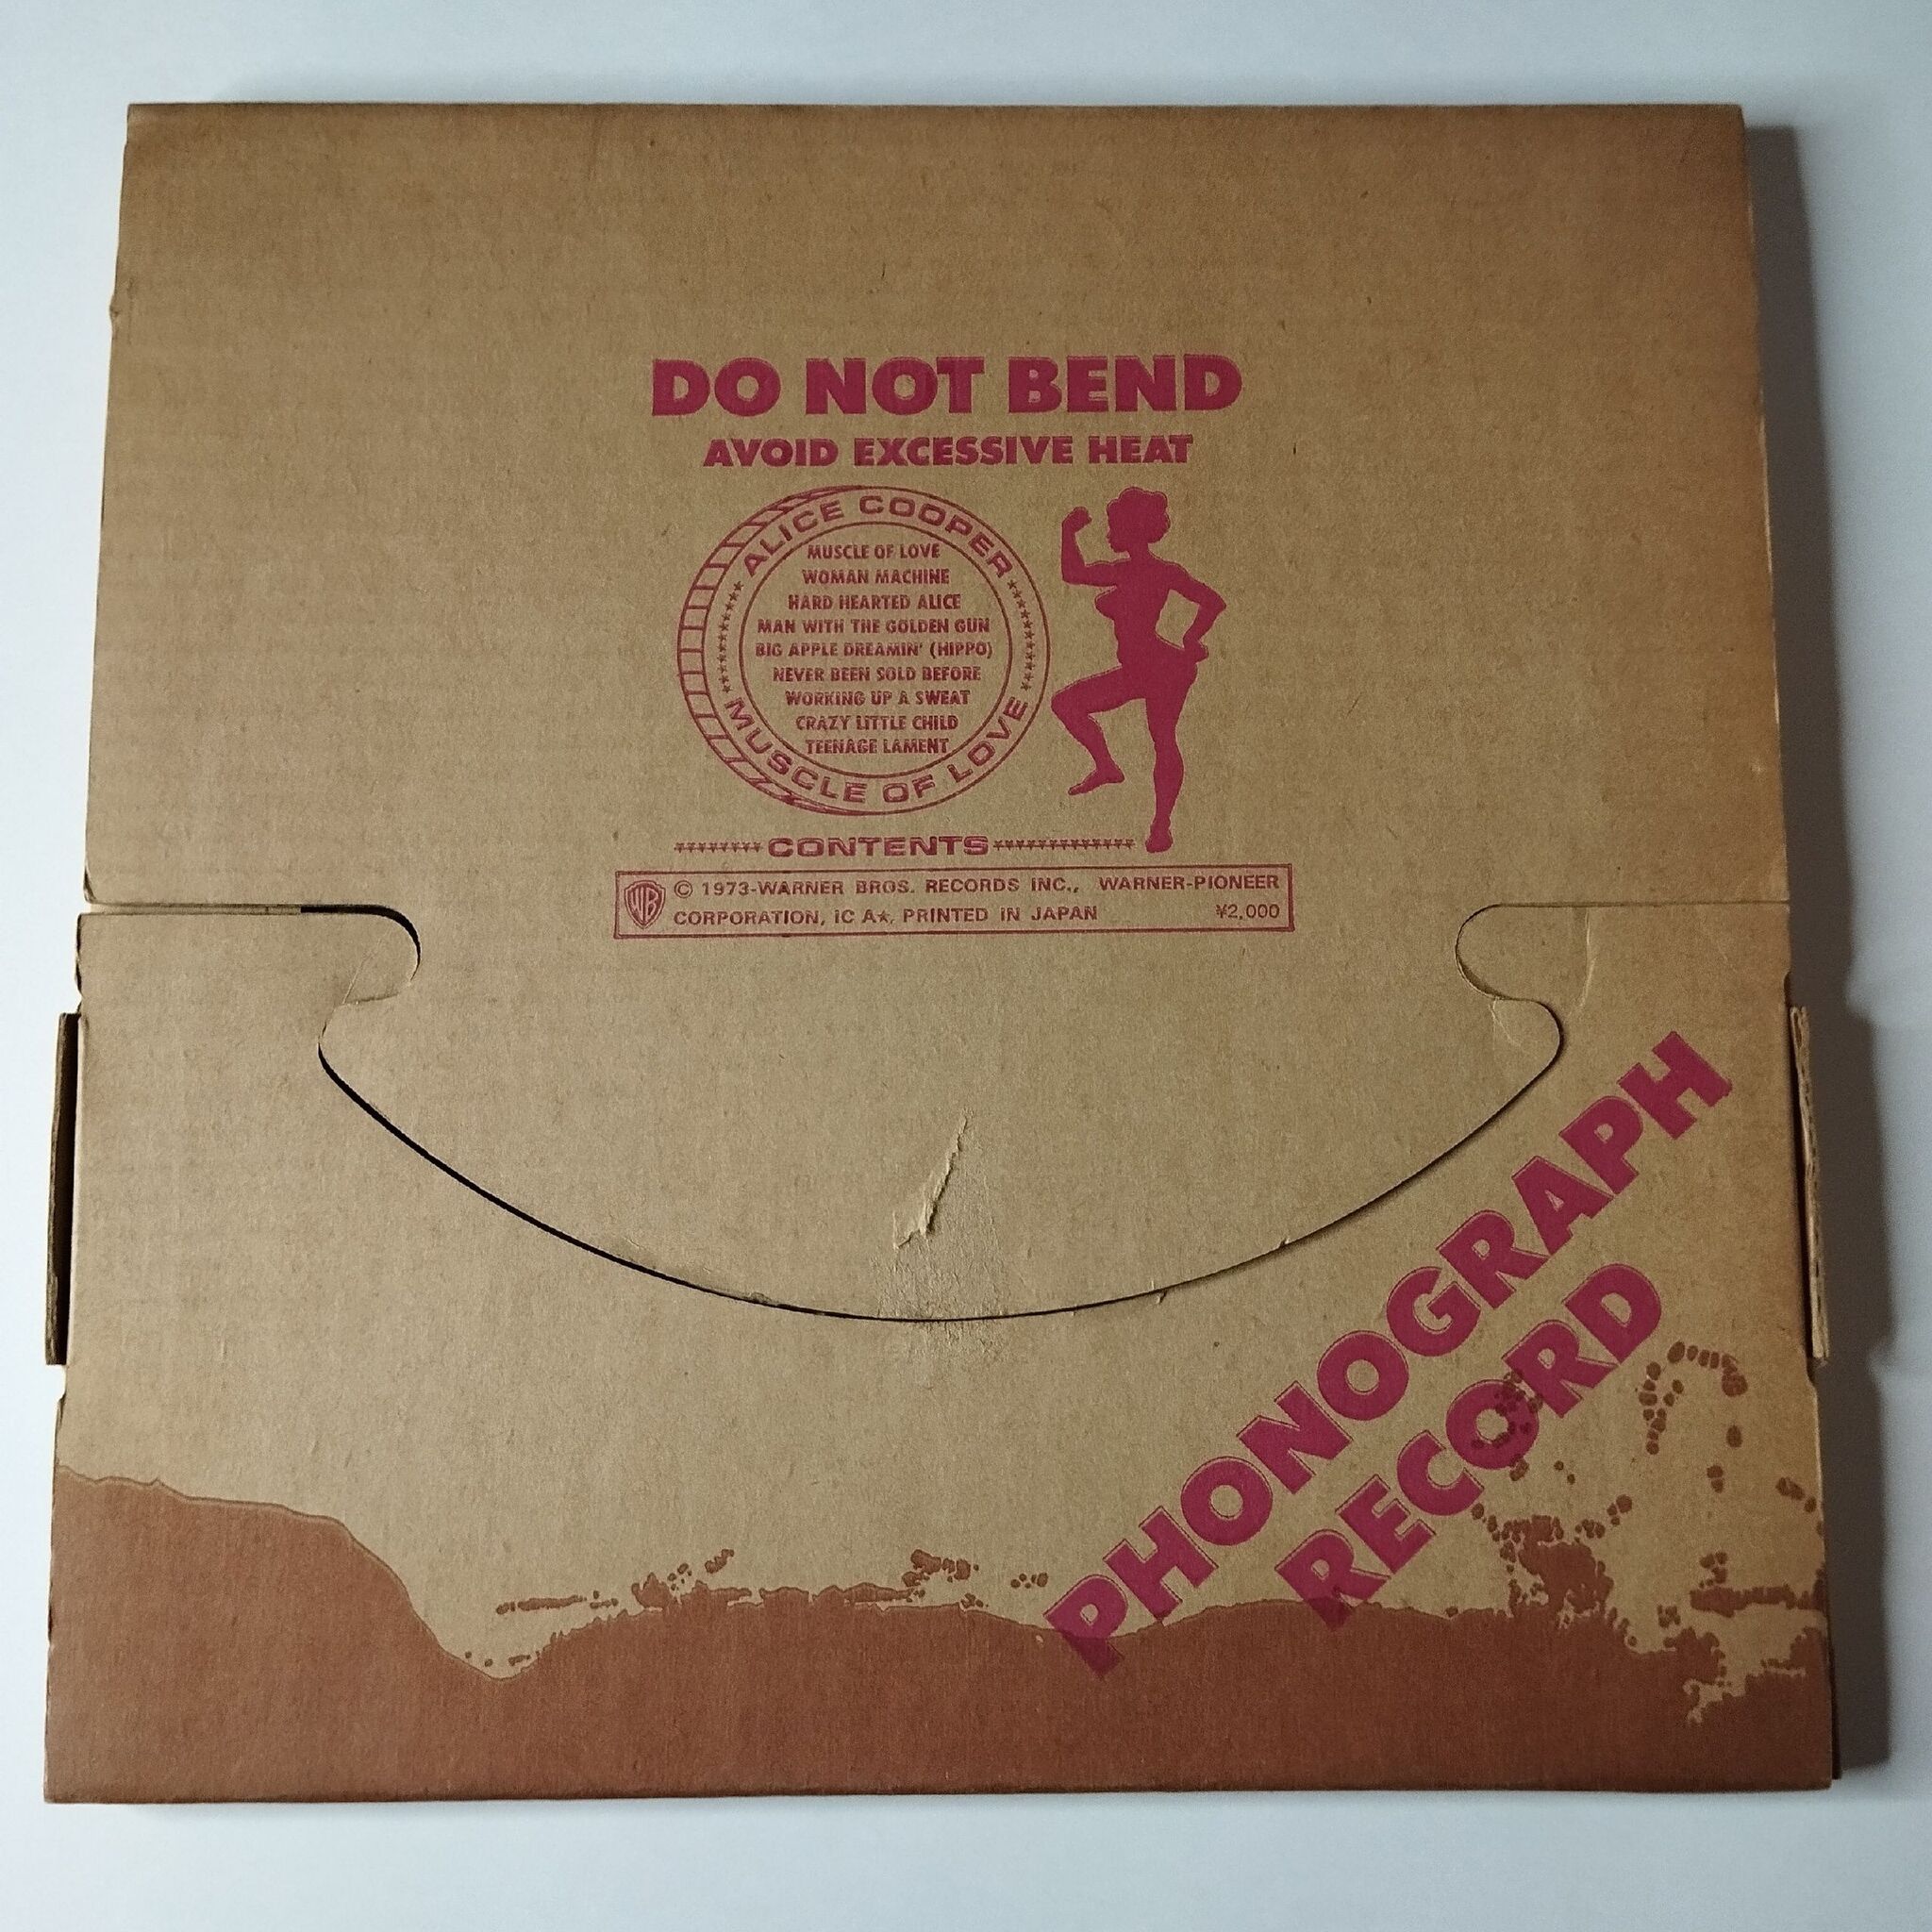 DO NOT BEND
AVOID EXCESSIVE HEAT
ALICE COOPER
MUSCLE OF LOVE
WOMAN MACHINE
HARD HEARTED ALICE
MAN WITH THE GOLDEN GUN
BIG APPLE DREAMIN' (HIPPO)
NEVER BEEN SOLD BEFORE
WORKING UP A SWEAT
CRAZY LITTLE CHILD
TEENAGE LAMENT
MUSCLE OF LOVE
CONTENTS
WB
© 1973-WARNER BROS. RECORDS INC., WARNER-PIONEER
CORPORATION, iC A★, PRINTED IN JAPAN ¥2,000
PHONOGRAPH
RECORD